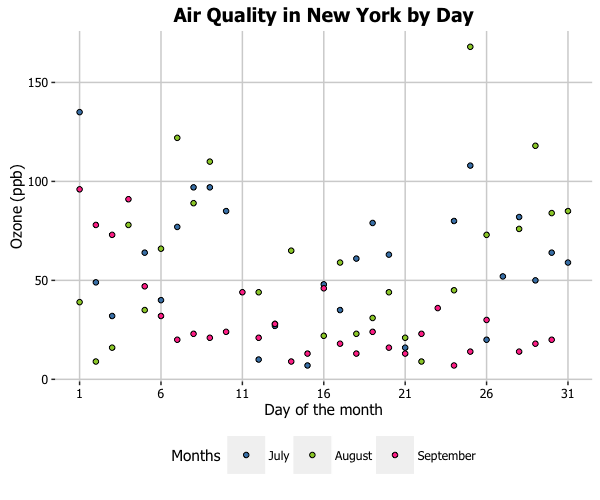 Air Quality in New York by Day
Ozone (ppb)
150
100
50
0
1 6 11 16 21 26 31
Day of the month
Months July August September